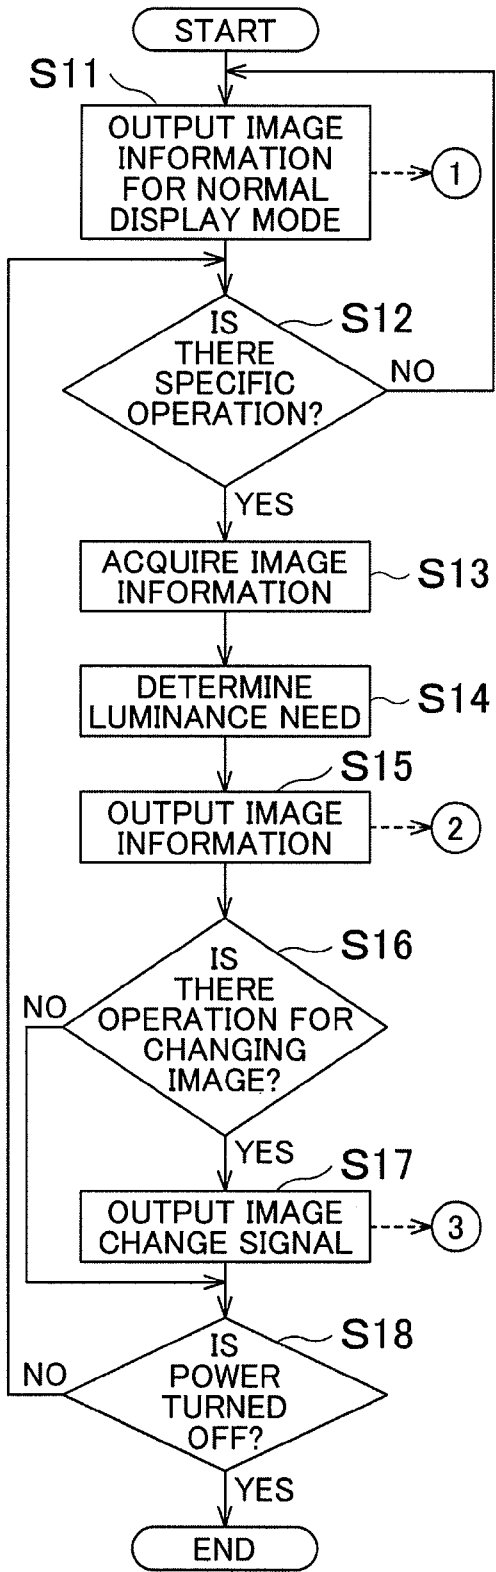 START
S11
OUTPUT IMAGE
INFORMATION
FOR NORMAL
DISPLAY MODE
1
S12
IS
THERE
SPECIFIC
OPERATION?
NO
YES
ACQUIRE IMAGE
INFORMATION
S13
DETERMINE
LUMINANCE NEED
S14
S15
OUTPUT IMAGE
INFORMATION
2
S16
IS
THERE
OPERATION FOR
CHANGING
IMAGE?
NO
YES
S17
OUTPUT IMAGE
CHANGE SIGNAL
3
S18
IS
POWER
TURNED
OFF?
NO
YES
END